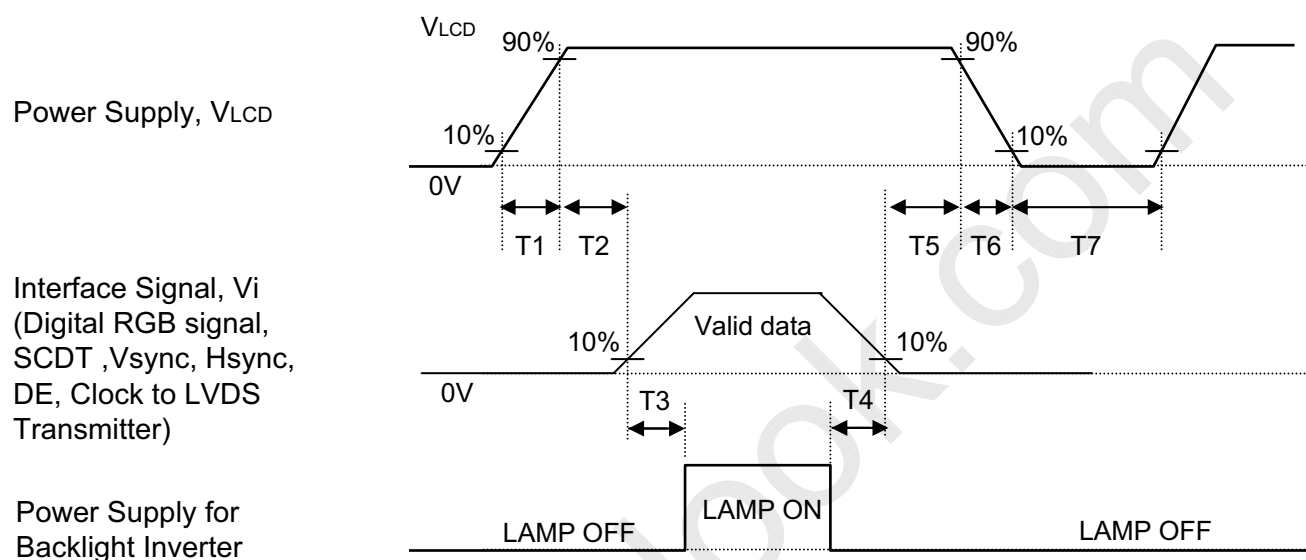 VLCD
90%
90%
Power Supply, VLCD
10%
10%
0V
T1
T2
T5
T6
T7
Interface Signal, Vi
(Digital RGB signal,
SCDT ,Vsync, Hsync,
DE, Clock to LVDS
Transmitter)
Valid data
10%
10%
0V
T3
T4
Power Supply for
Backlight Inverter
LAMP OFF
LAMP ON
LAMP OFF
look.com